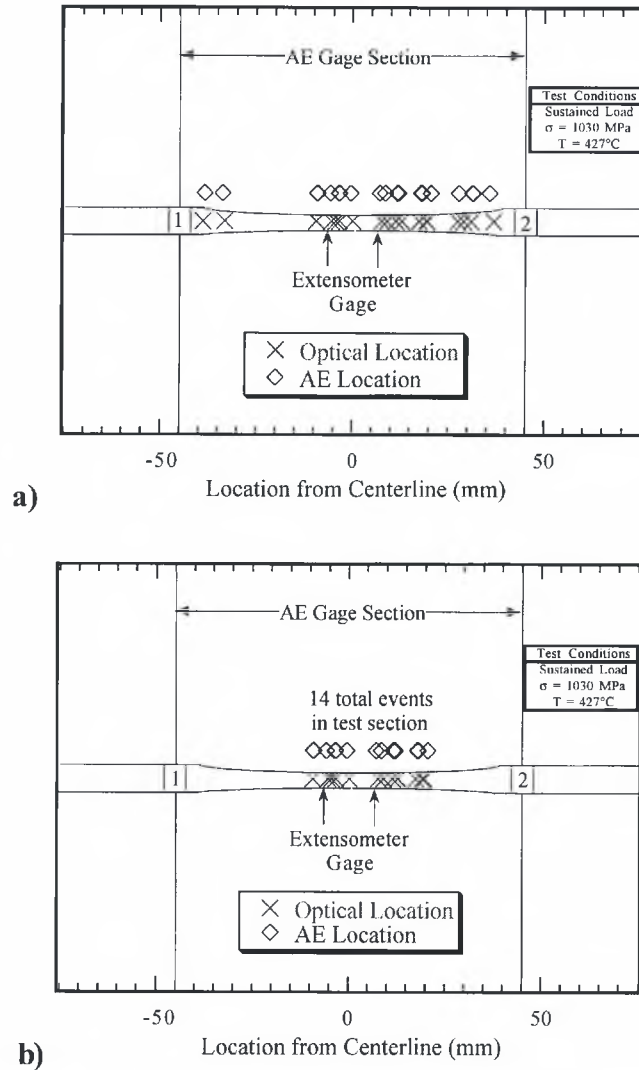 AE Gage Section
Test Conditions
Sustained Load
σ = 1030 MPa
T = 427°C
1
2
Extensometer
Gage
× Optical Location
◇ AE Location
-50 0 50
Location from Centerline (mm)
a)
AE Gage Section
Test Conditions
Sustained Load
σ = 1030 MPa
T = 427°C
14 total events
in test section
1
2
Extensometer
Gage
× Optical Location
◇ AE Location
-50 0 50
Location from Centerline (mm)
b)